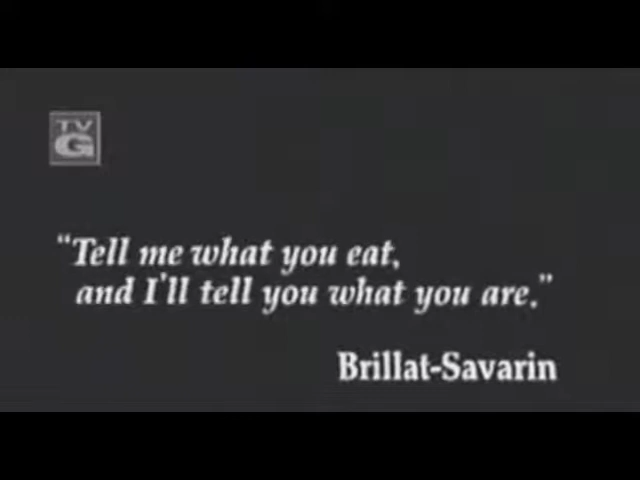 TV
G
“Tell me what you eat,
and I'll tell you what you are.”
Brillat-Savarin